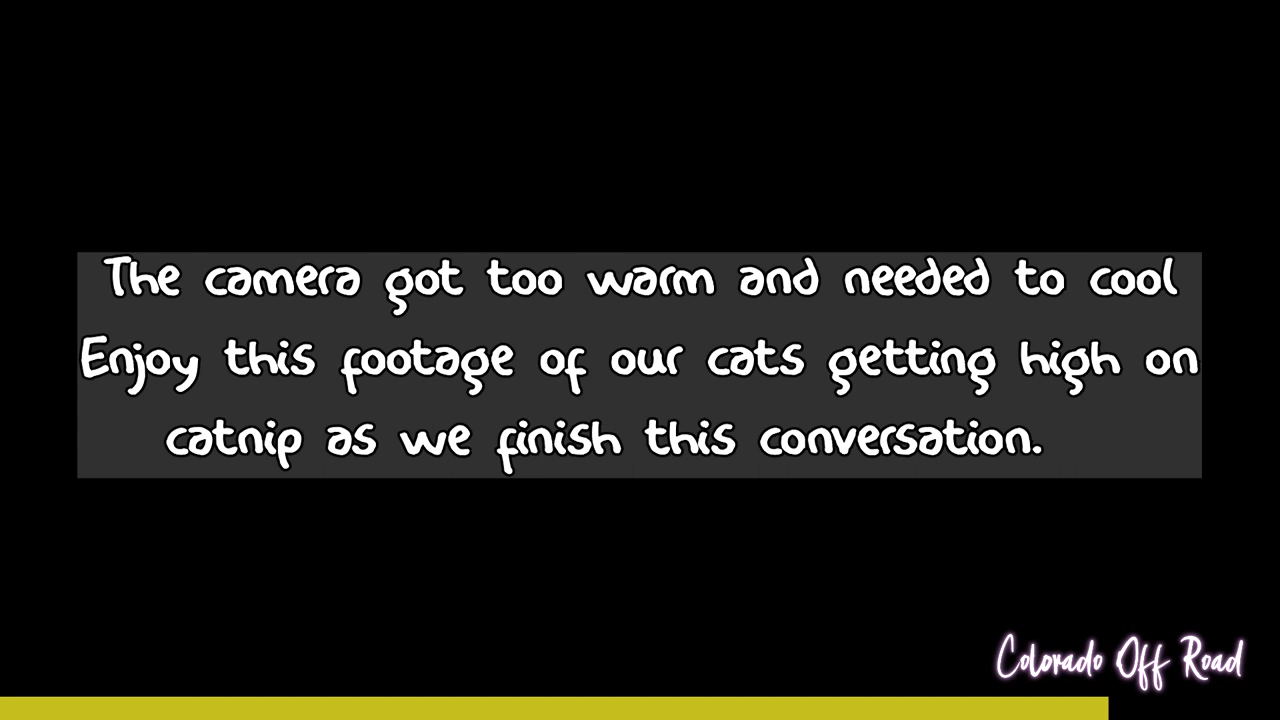 The camera got too warm and needed to cool
Enjoy this footage of our cats getting high on
catnip as we finish this conversation.
Colorado Off Road